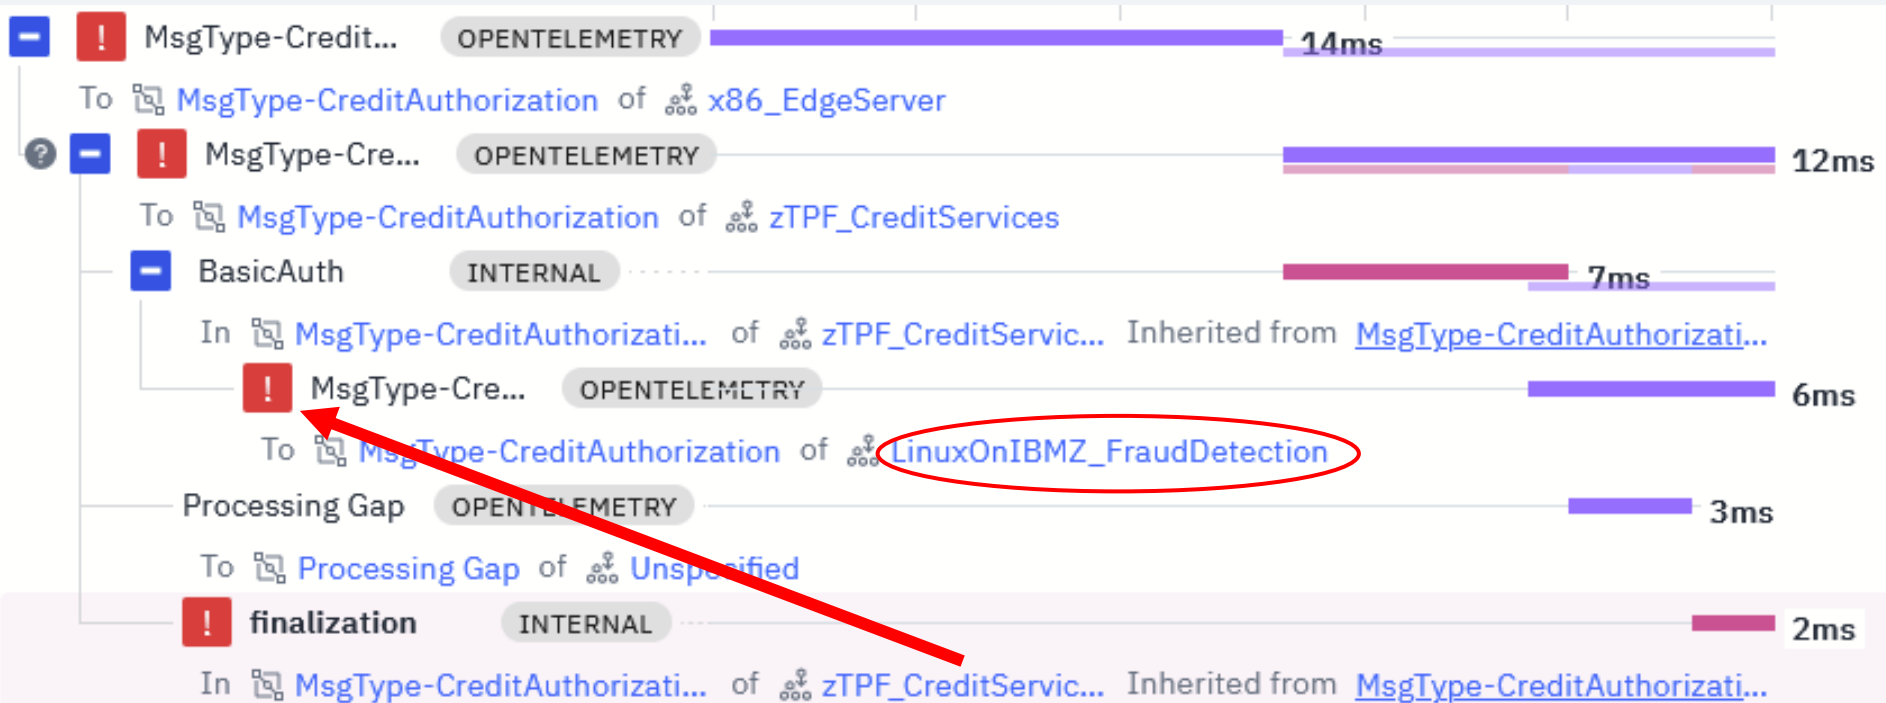 ! MsgType-Credit... OPENTELEMETRY 14ms
To MsgType-CreditAuthorization of x86_EdgeServer
? ! MsgType-Cre... OPENTELEMETRY 12ms
To MsgType-CreditAuthorization of zTPF_CreditServices
BasicAuth INTERNAL 7ms
In MsgType-CreditAuthorizati... of zTPF_CreditServic... Inherited from MsgType-CreditAuthorizati...
! MsgType-Cre... OPENTELEMETRY 6ms
To MsgType-CreditAuthorization of LinuxOnIBMZ_FraudDetection
Processing Gap OPENTELEMETRY 3ms
To Processing Gap of Unspecified
! finalization INTERNAL 2ms
In MsgType-CreditAuthorizati... of zTPF_CreditServic... Inherited from MsgType-CreditAuthorizati...